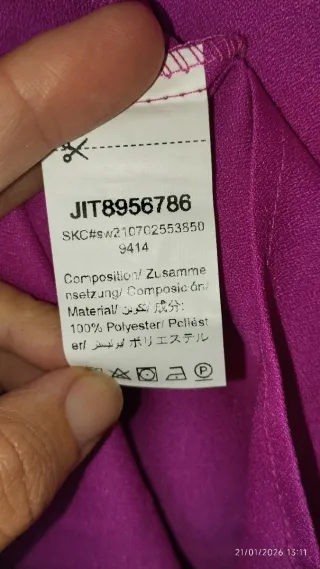 JIT8956786
SKC#sw210702553850
9414
Composition/ Zusamme
nsetzung/ Composición/
Material/ تكوين/ 成分:
100% Polyester/ Poliést
er/ بوليستر/ ポリエステル
21/01/2026 13:11